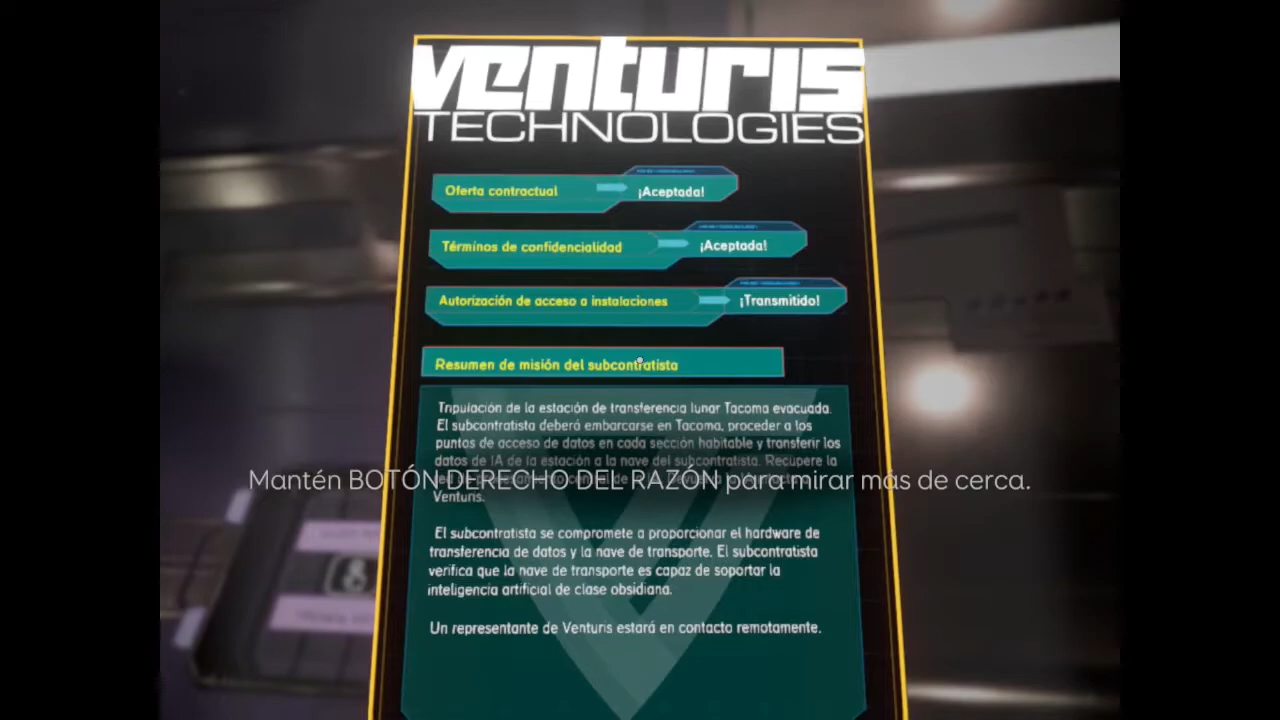 venturis
TECHNOLOGIES
Oferta contractual
¡Aceptada!
Términos de confidencialidad
¡Aceptada!
Autorización de acceso a instalaciones
¡Transmitido!
Resumen de misión del subcontratista
Tripulación de la estación de transferencia lunar Tacoma evacuada.
El subcontratista deberá embarcarse en Tacoma, proceder a los
puntos de acceso de datos en cada sección habitable y transferir los
datos de IA de la estación a la nave del subcontratista. Recupere la
Mantén BOTÓN DERECHO DEL RAZÓN para mirar más de cerca.
Venturis.
El subcontratista se compromete a proporcionar el hardware de
transferencia de datos y la nave de transporte. El subcontratista
verifica que la nave de transporte es capaz de soportar la
inteligencia artificial de clase obsidiana.
Un representante de Venturis estará en contacto remotamente.